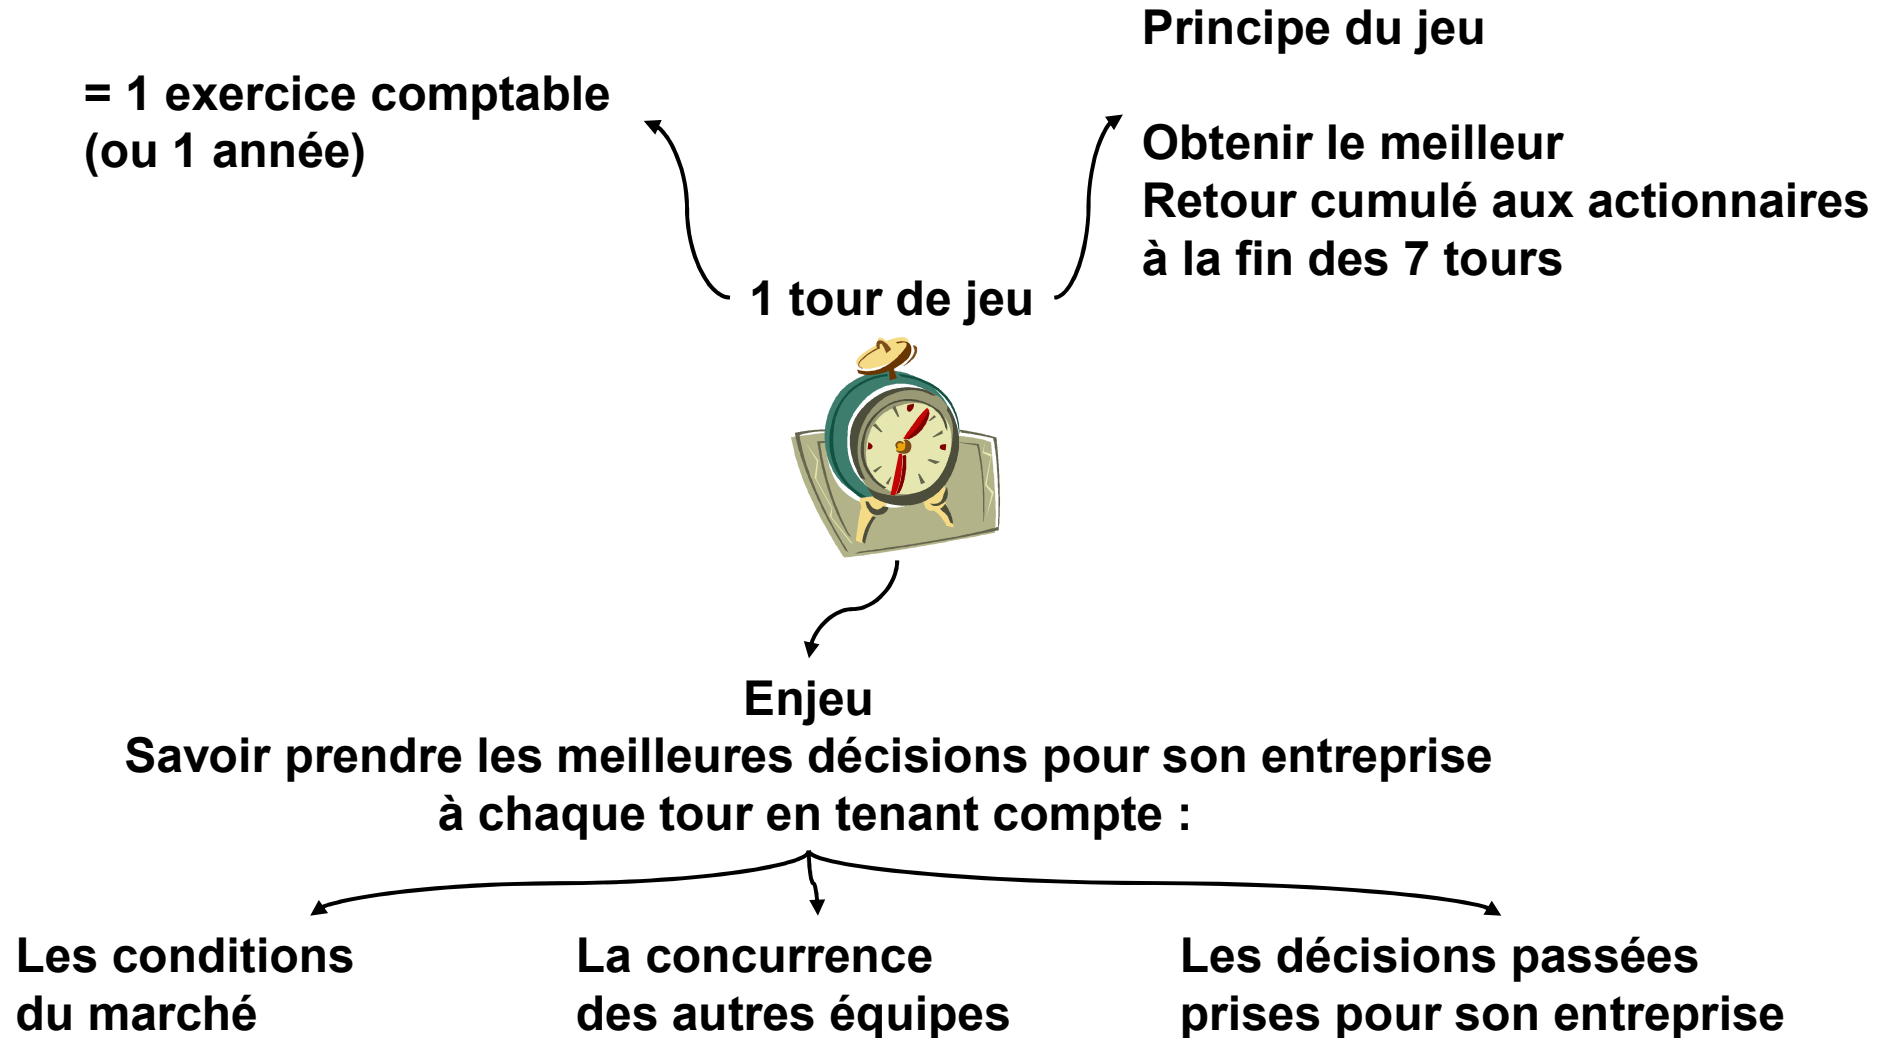 Principe du jeu
= 1 exercice comptable
(ou 1 année)
Obtenir le meilleur
Retour cumulé aux actionnaires
à la fin des 7 tours
1 tour de jeu
Enjeu
Savoir prendre les meilleures décisions pour son entreprise
à chaque tour en tenant compte :
Les conditions
du marché
La concurrence
des autres équipes
Les décisions passées
prises pour son entreprise